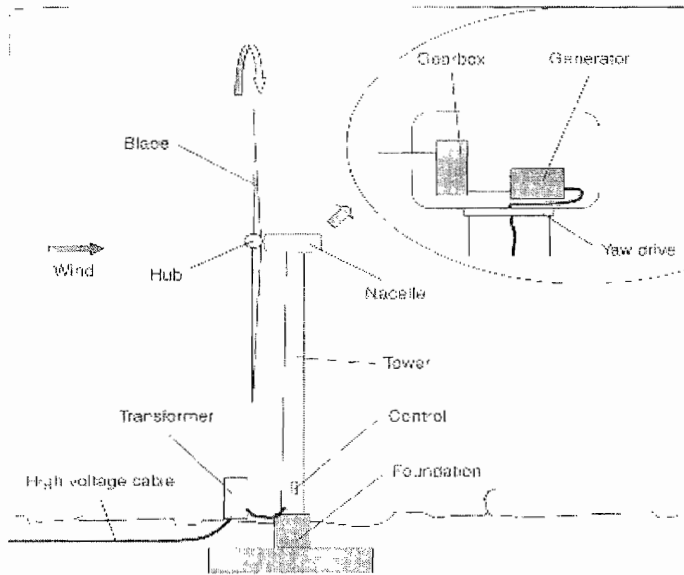 Gearbox
Generator
Blade
Yaw drive
Wind
Hub
Nacelle
Tower
Transformer
Control
High voltage cable
Foundation